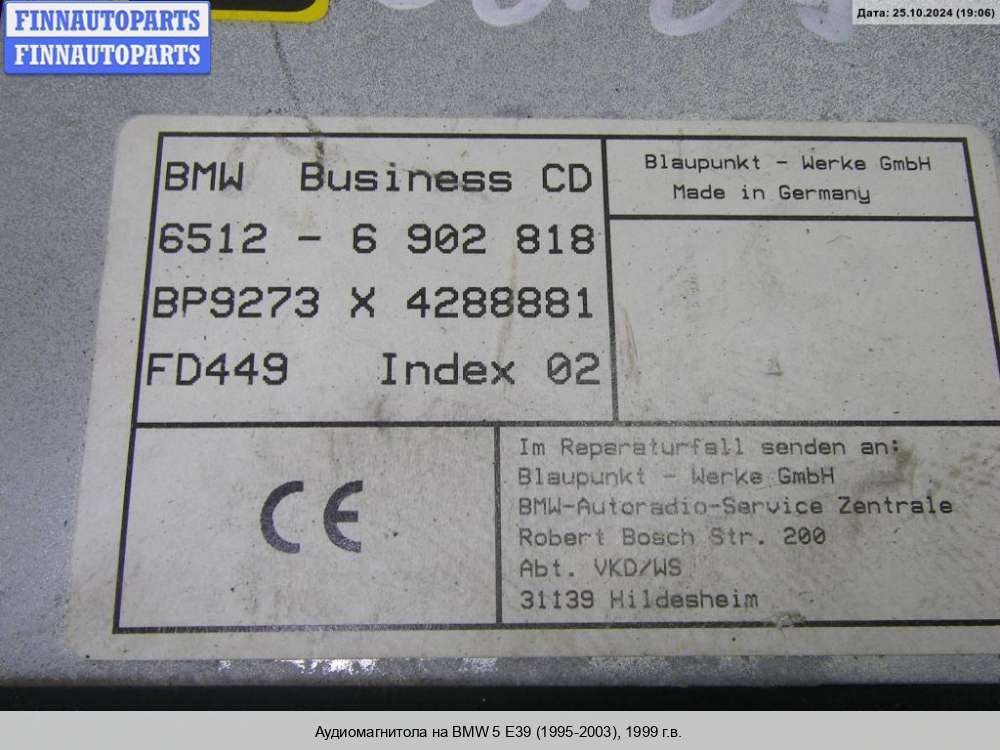 FINNAUTOPARTS
FINNAUTOPARTS
Дата: 25.10.2024 (19:06)
BMW Business CD
6512 - 6 902 818
BP9273 X 4288881
FD449 Index 02
Blaupunkt - Werke GmbH
Made in Germany
CE
Im Reparaturfall senden an:
Blaupunkt - Werke GmbH
BMW-Autoradio-Service Zentrale
Robert Bosch Str. 200
Abt. VKD/WS
31139 Hildesheim
Аудиомагнитола на BMW 5 E39 (1995-2003), 1999 г.в.